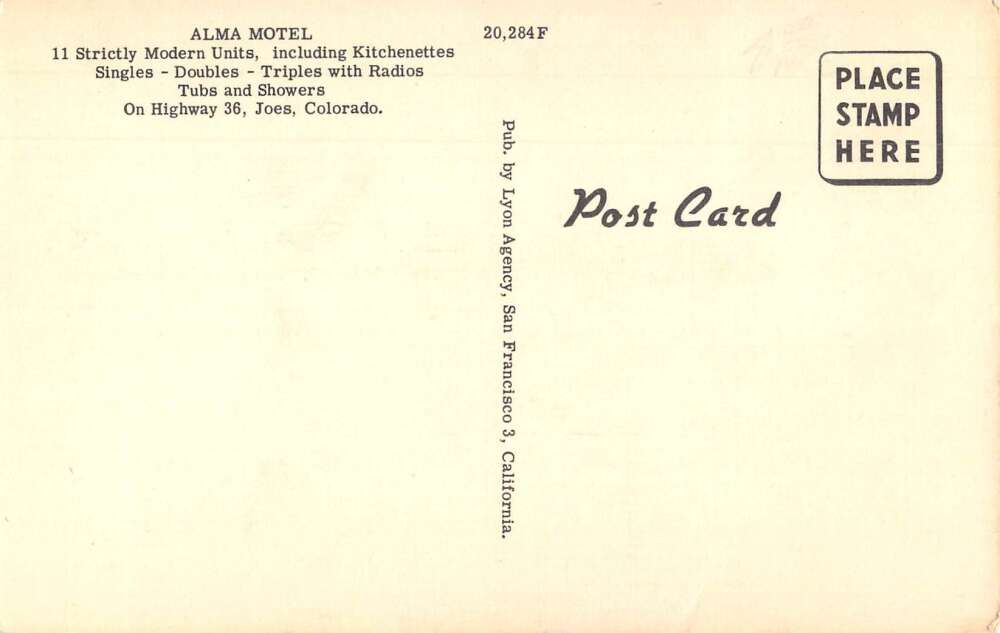 ALMA MOTEL
11 Strictly Modern Units, including Kitchenettes
Singles - Doubles - Triples with Radios
Tubs and Showers
On Highway 36, Joes, Colorado.
20,284F
Pub. by Lyon Agency, San Francisco 3, California.
Post Card
PLACE
STAMP
HERE